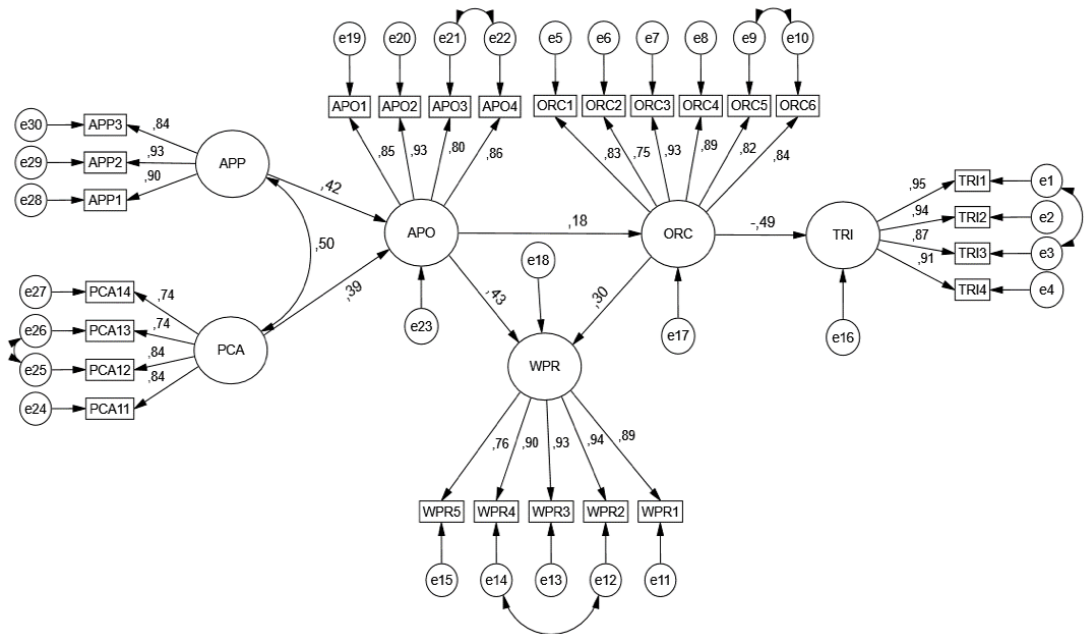 e19 e20 e21 e22 e5 e6 e7 e8 e9 e10
APO1 APO2 APO3 APO4 ORC1 ORC2 ORC3 ORC4 ORC5 ORC6
,85 ,93 ,80 ,86 ,83 ,75 ,93 ,89 ,82 ,84
e30 APP3 ,84
e29 APP2 ,93 APP
e28 APP1 ,90
,42
,50
,39
APO ,18 ORC -,49 TRI
,95 TRI1 e1
,94 TRI2 e2
,87 TRI3 e3
,91 TRI4 e4
e27 PCA14 ,74
e26 PCA13 ,74
e25 PCA12 ,84 PCA
e24 PCA11 ,84
e23 ,43 e18 ,30 e17 e16
WPR
,76 ,90 ,93 ,94 ,89
WPR5 WPR4 WPR3 WPR2 WPR1
e15 e14 e13 e12 e11